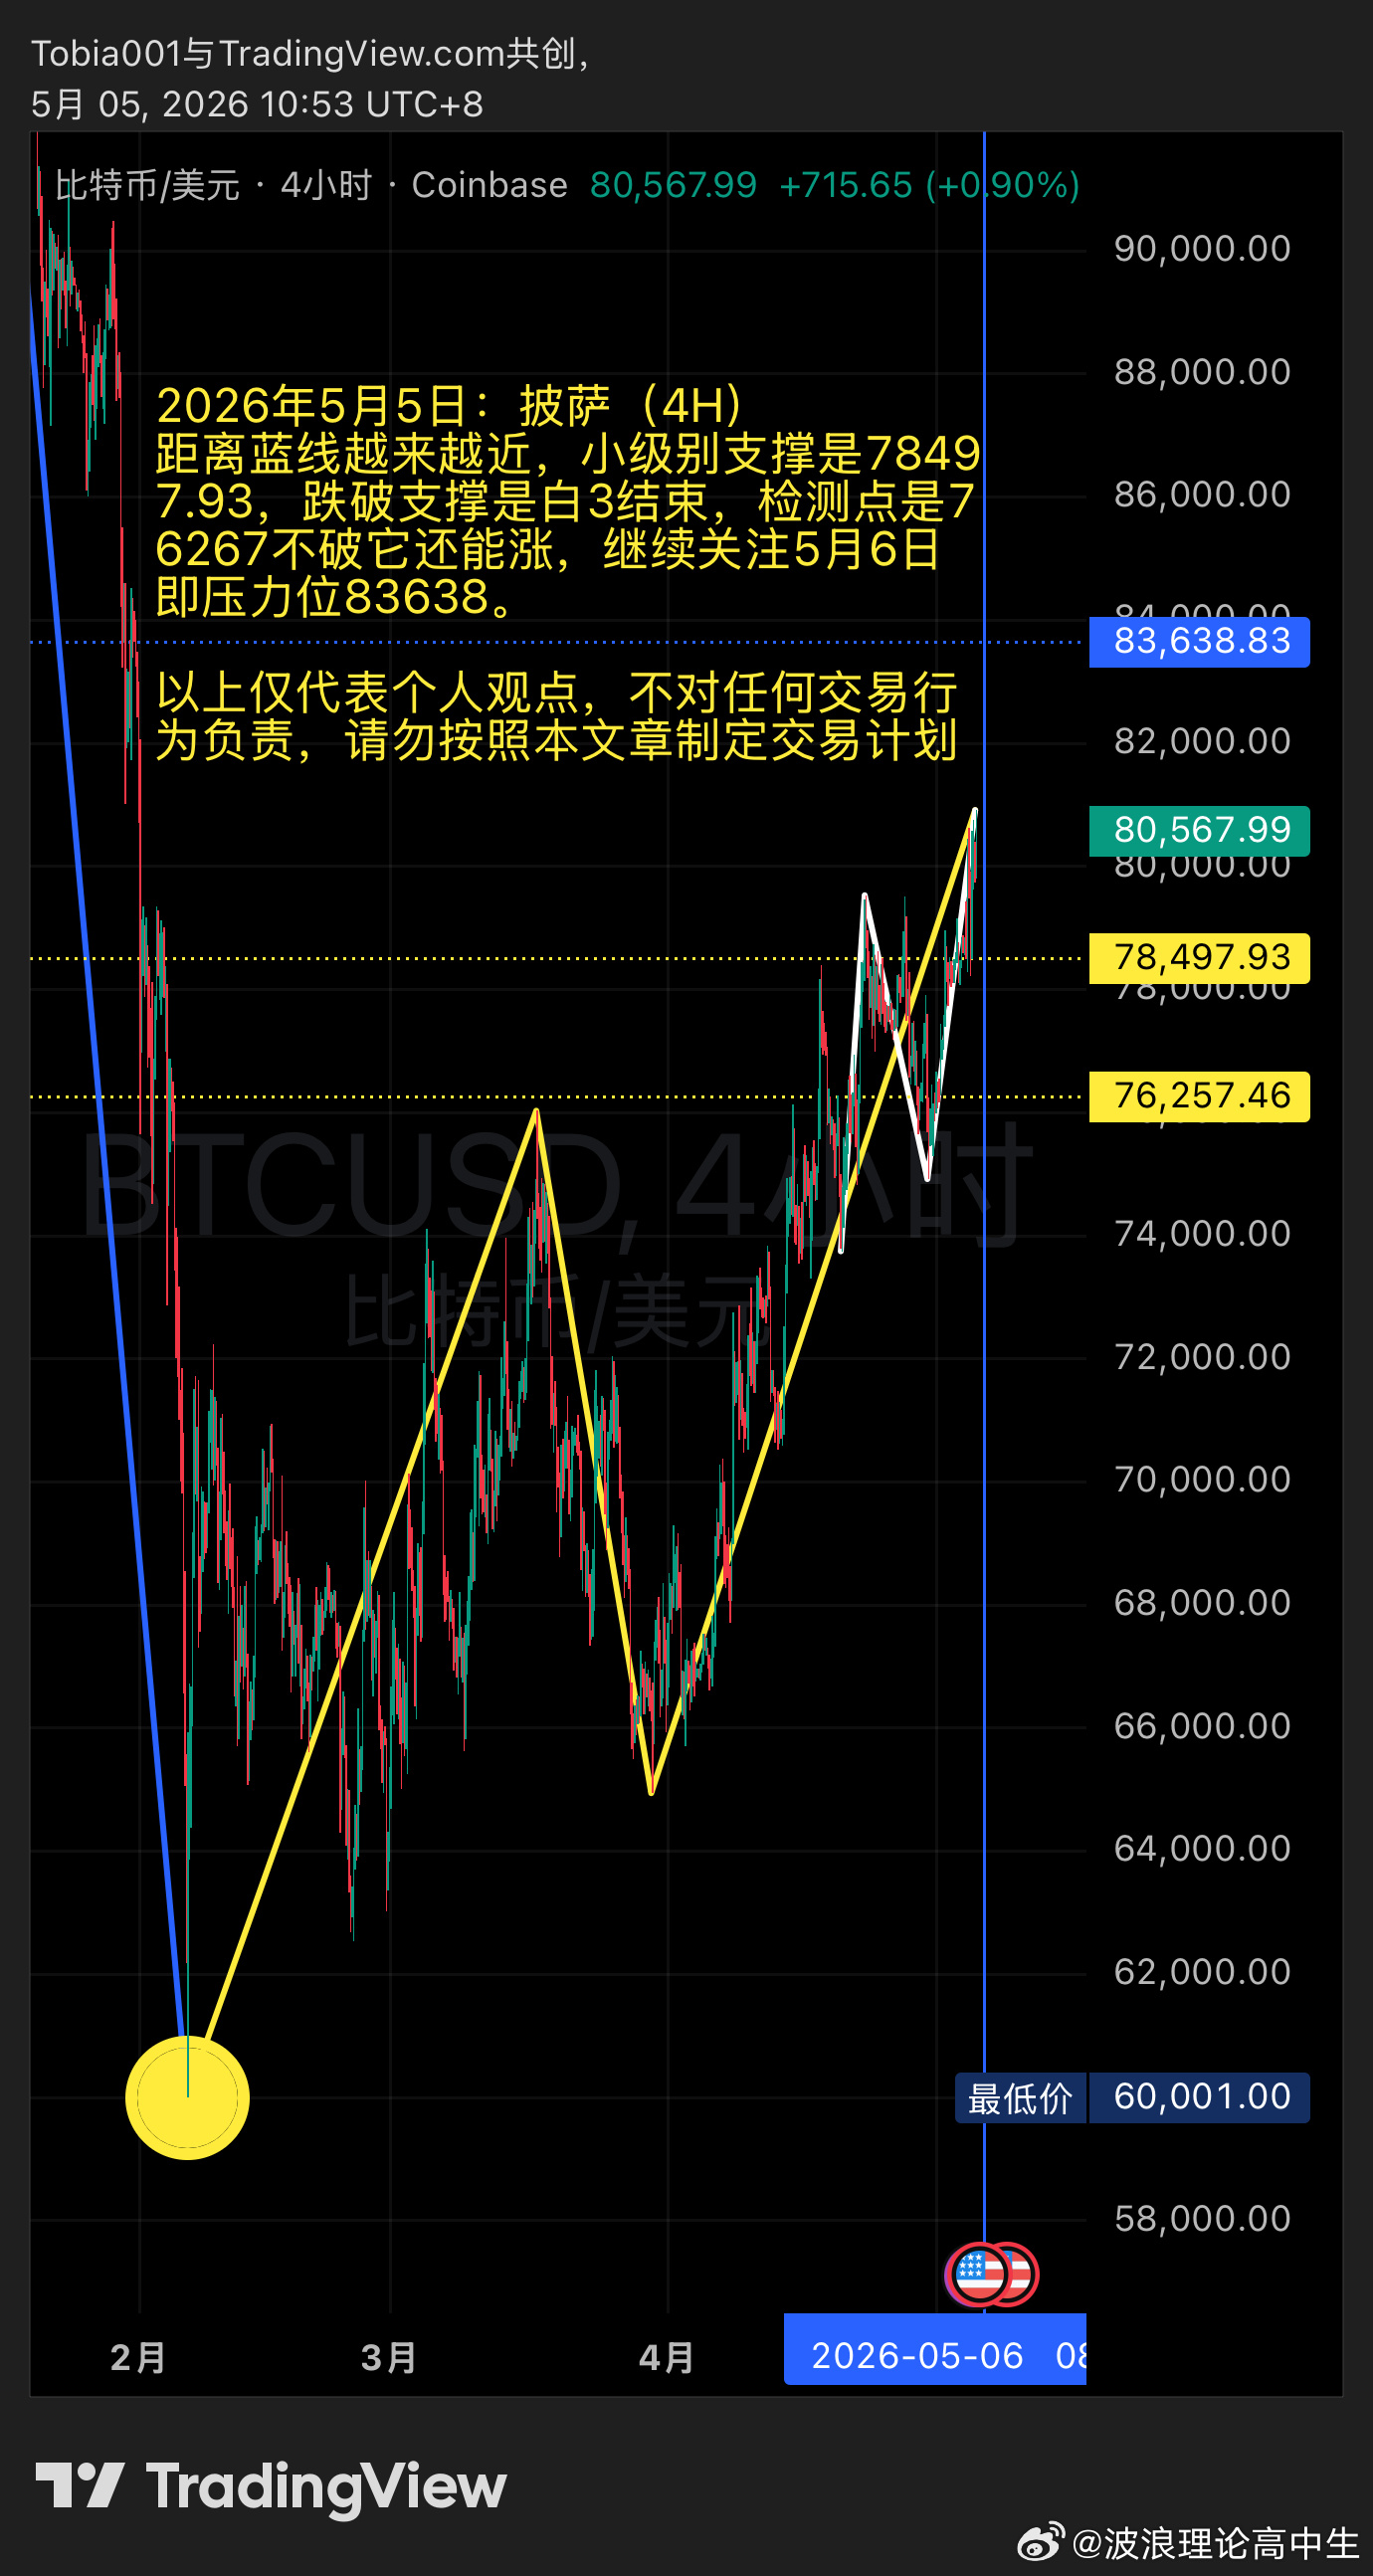 Tobia001与TradingView.com共创,
5月 05, 2026 10:53 UTC+8
比特币/美元 · 4小时 · Coinbase 80,567.99 +715.65 (+0.90%)
90,000.00
88,000.00
2026年5月5日：披萨（4H）
距离蓝线越来越近，小级别支撑是7849
7.93，跌破支撑是白3结束，检测点是7
6267不破它还能涨，继续关注5月6日
即压力位83638。
86,000.00
84,000.00
83,638.83
以上仅代表个人观点，不对任何交易行
为负责，请勿按照本文章制定交易计划
82,000.00
80,567.99
80,000.00
78,497.93
78,000.00
76,257.46
BTCUSD, 4小时
比特币/美元
74,000.00
72,000.00
70,000.00
68,000.00
66,000.00
64,000.00
62,000.00
最低价 60,001.00
58,000.00
2月 3月 4月 2026-05-06 08
TradingView
@波浪理论高中生